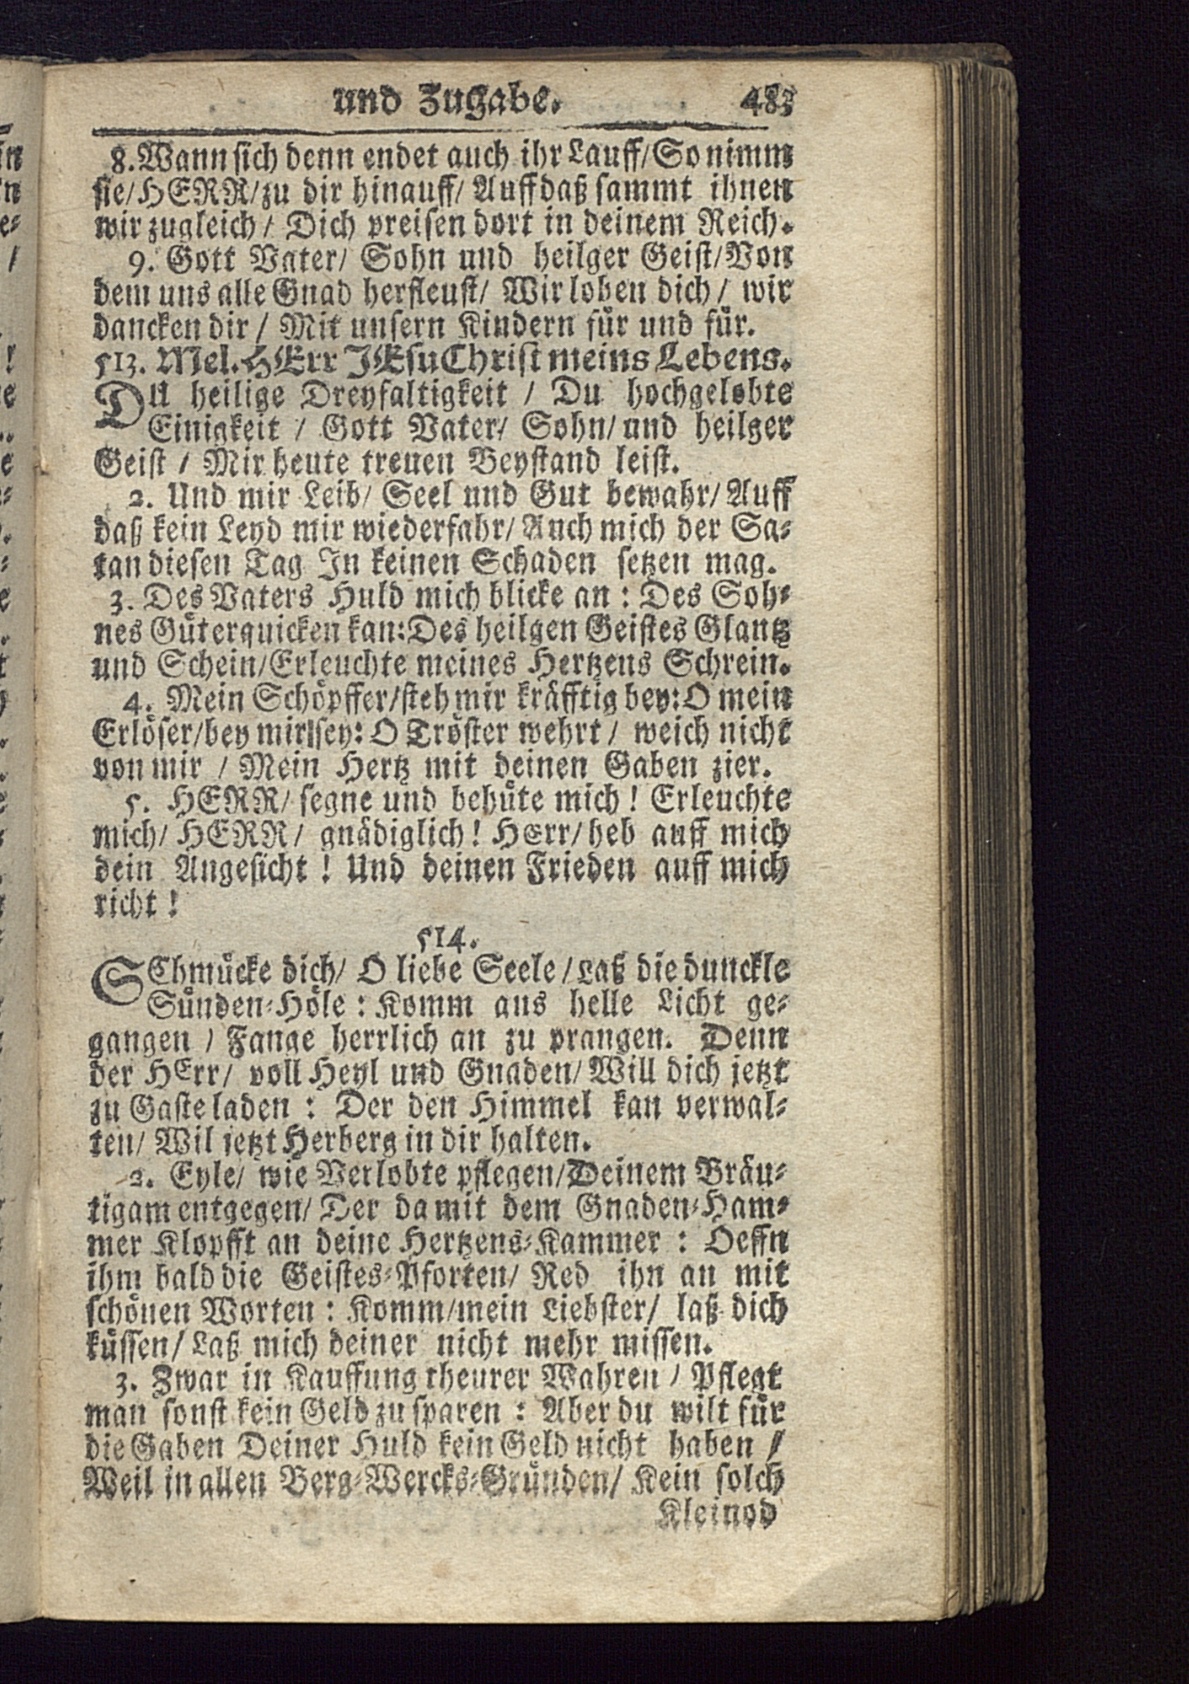 und Zugabe. 483
8. Wann sich denn endet auch ihr Lauff/ So nimm
sie/ HERR/ zu dir hinauff/ Auff daß sammt ihnen
wir zugleich/ Dich preisen dort in deinem Reich.
9. Gott Vater/ Sohn und heilger Geist/ Von
dem uns alle Gnad herfleust/ Wir loben dich/ wir
dancken dir/ Mit unsern Kindern für und für.
513. Mel. HErr JEsu Christ meins Lebens.
DU heilige Dreyfaltigkeit / Du hochgelobte
Einigkeit / Gott Vater/ Sohn/ und heilger
Geist / Mir heute treuen Beystand leist.
2. Und mir Leib/ Seel und Gut bewahr/ Auff
daß kein Leyd mir wiederfahr/ Auch mich der Sa-
tan diesen Tag In keinen Schaden setzen mag.
3. Des Vaters Huld mich blicke an: Des Soh-
nes Güt erquicken kan: Des heilgen Geistes Glantz
und Schein/ Erleuchte meines Hertzens Schrein.
4. Mein Schöpffer/ steh mir kräfftig bey: O mein
Erlöser/ bey mir sey: O Tröster wehrt/ weich nicht
von mir / Mein Hertz mit deinen Gaben zier.
5. HERR/ segne und behüte mich! Erleuchte
mich/ HERR/ gnädiglich! HErr/ heb auff mich
dein Angesicht! Und deinen Frieden auff mich
richt!
514.
SChmücke dich/ O liebe Seele/ Laß die dunckle
Sünden-Höle: Komm ans helle Licht ge-
gangen / Fange herrlich an zu prangen. Denn
der HErr/ voll Heyl und Gnaden/ Will dich jetzt
zu Gaste laden: Der den Himmel kan verwal-
ten/ Wil jetzt Herberg in dir halten.
2. Eyle/ wie Verlobte pflegen/ Deinem Bräu-
tigam entgegen/ Der da mit dem Gnaden-Ham-
mer Klopfft an deine Hertzens-Kammer: Oeffn
ihm bald die Geistes-Pforten/ Red ihn an mit
schönen Worten: Komm/ mein Liebster/ laß dich
küssen/ Laß mich deiner nicht mehr missen.
3. Zwar in Kauffung theurer Wahren / Pflegt
man sonst kein Geld zu sparen: Aber du wilt für
die Gaben Deiner Huld kein Geld nicht haben/
Weil in allen Berg-Wercks-Gründen/ Kein solch
Kleinod